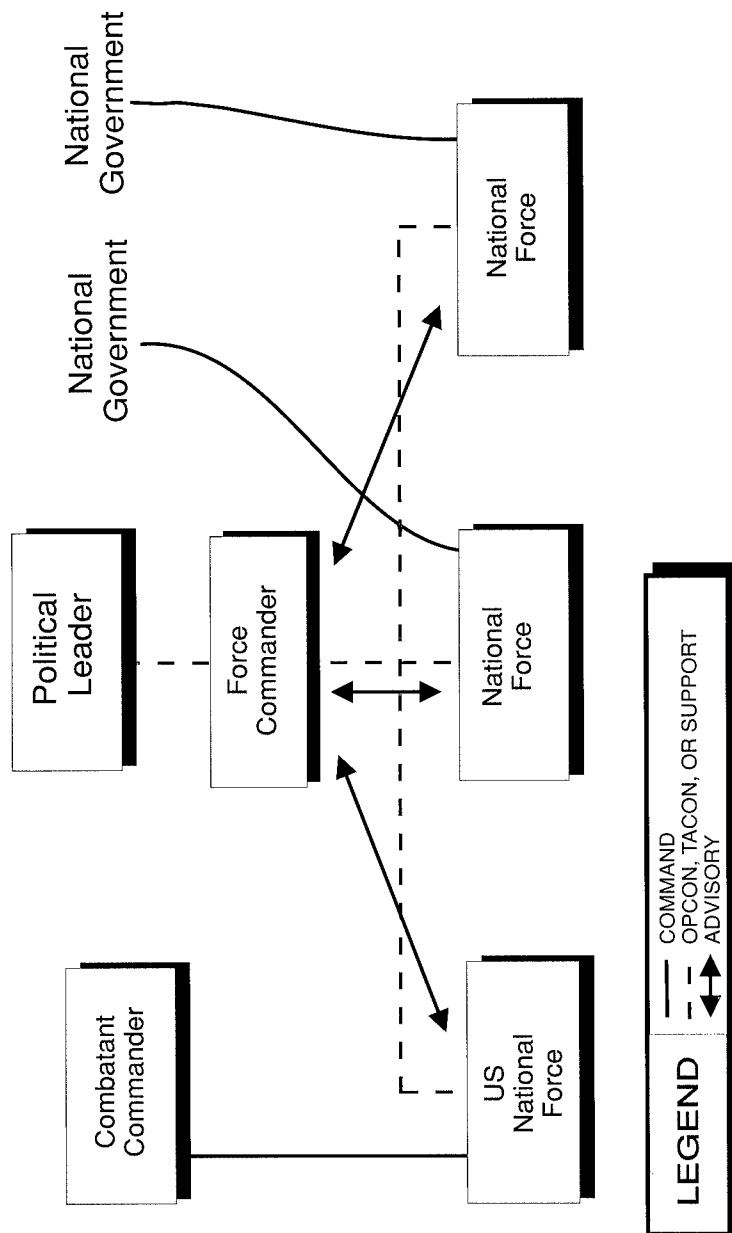 Political
Leader
National
Government
National
Government
Combatant
Commander
Force
Commander
US
National
Force
National
Force
National
Force
LEGEND
COMMAND
OPCON, TACON, OR SUPPORT
ADVISORY